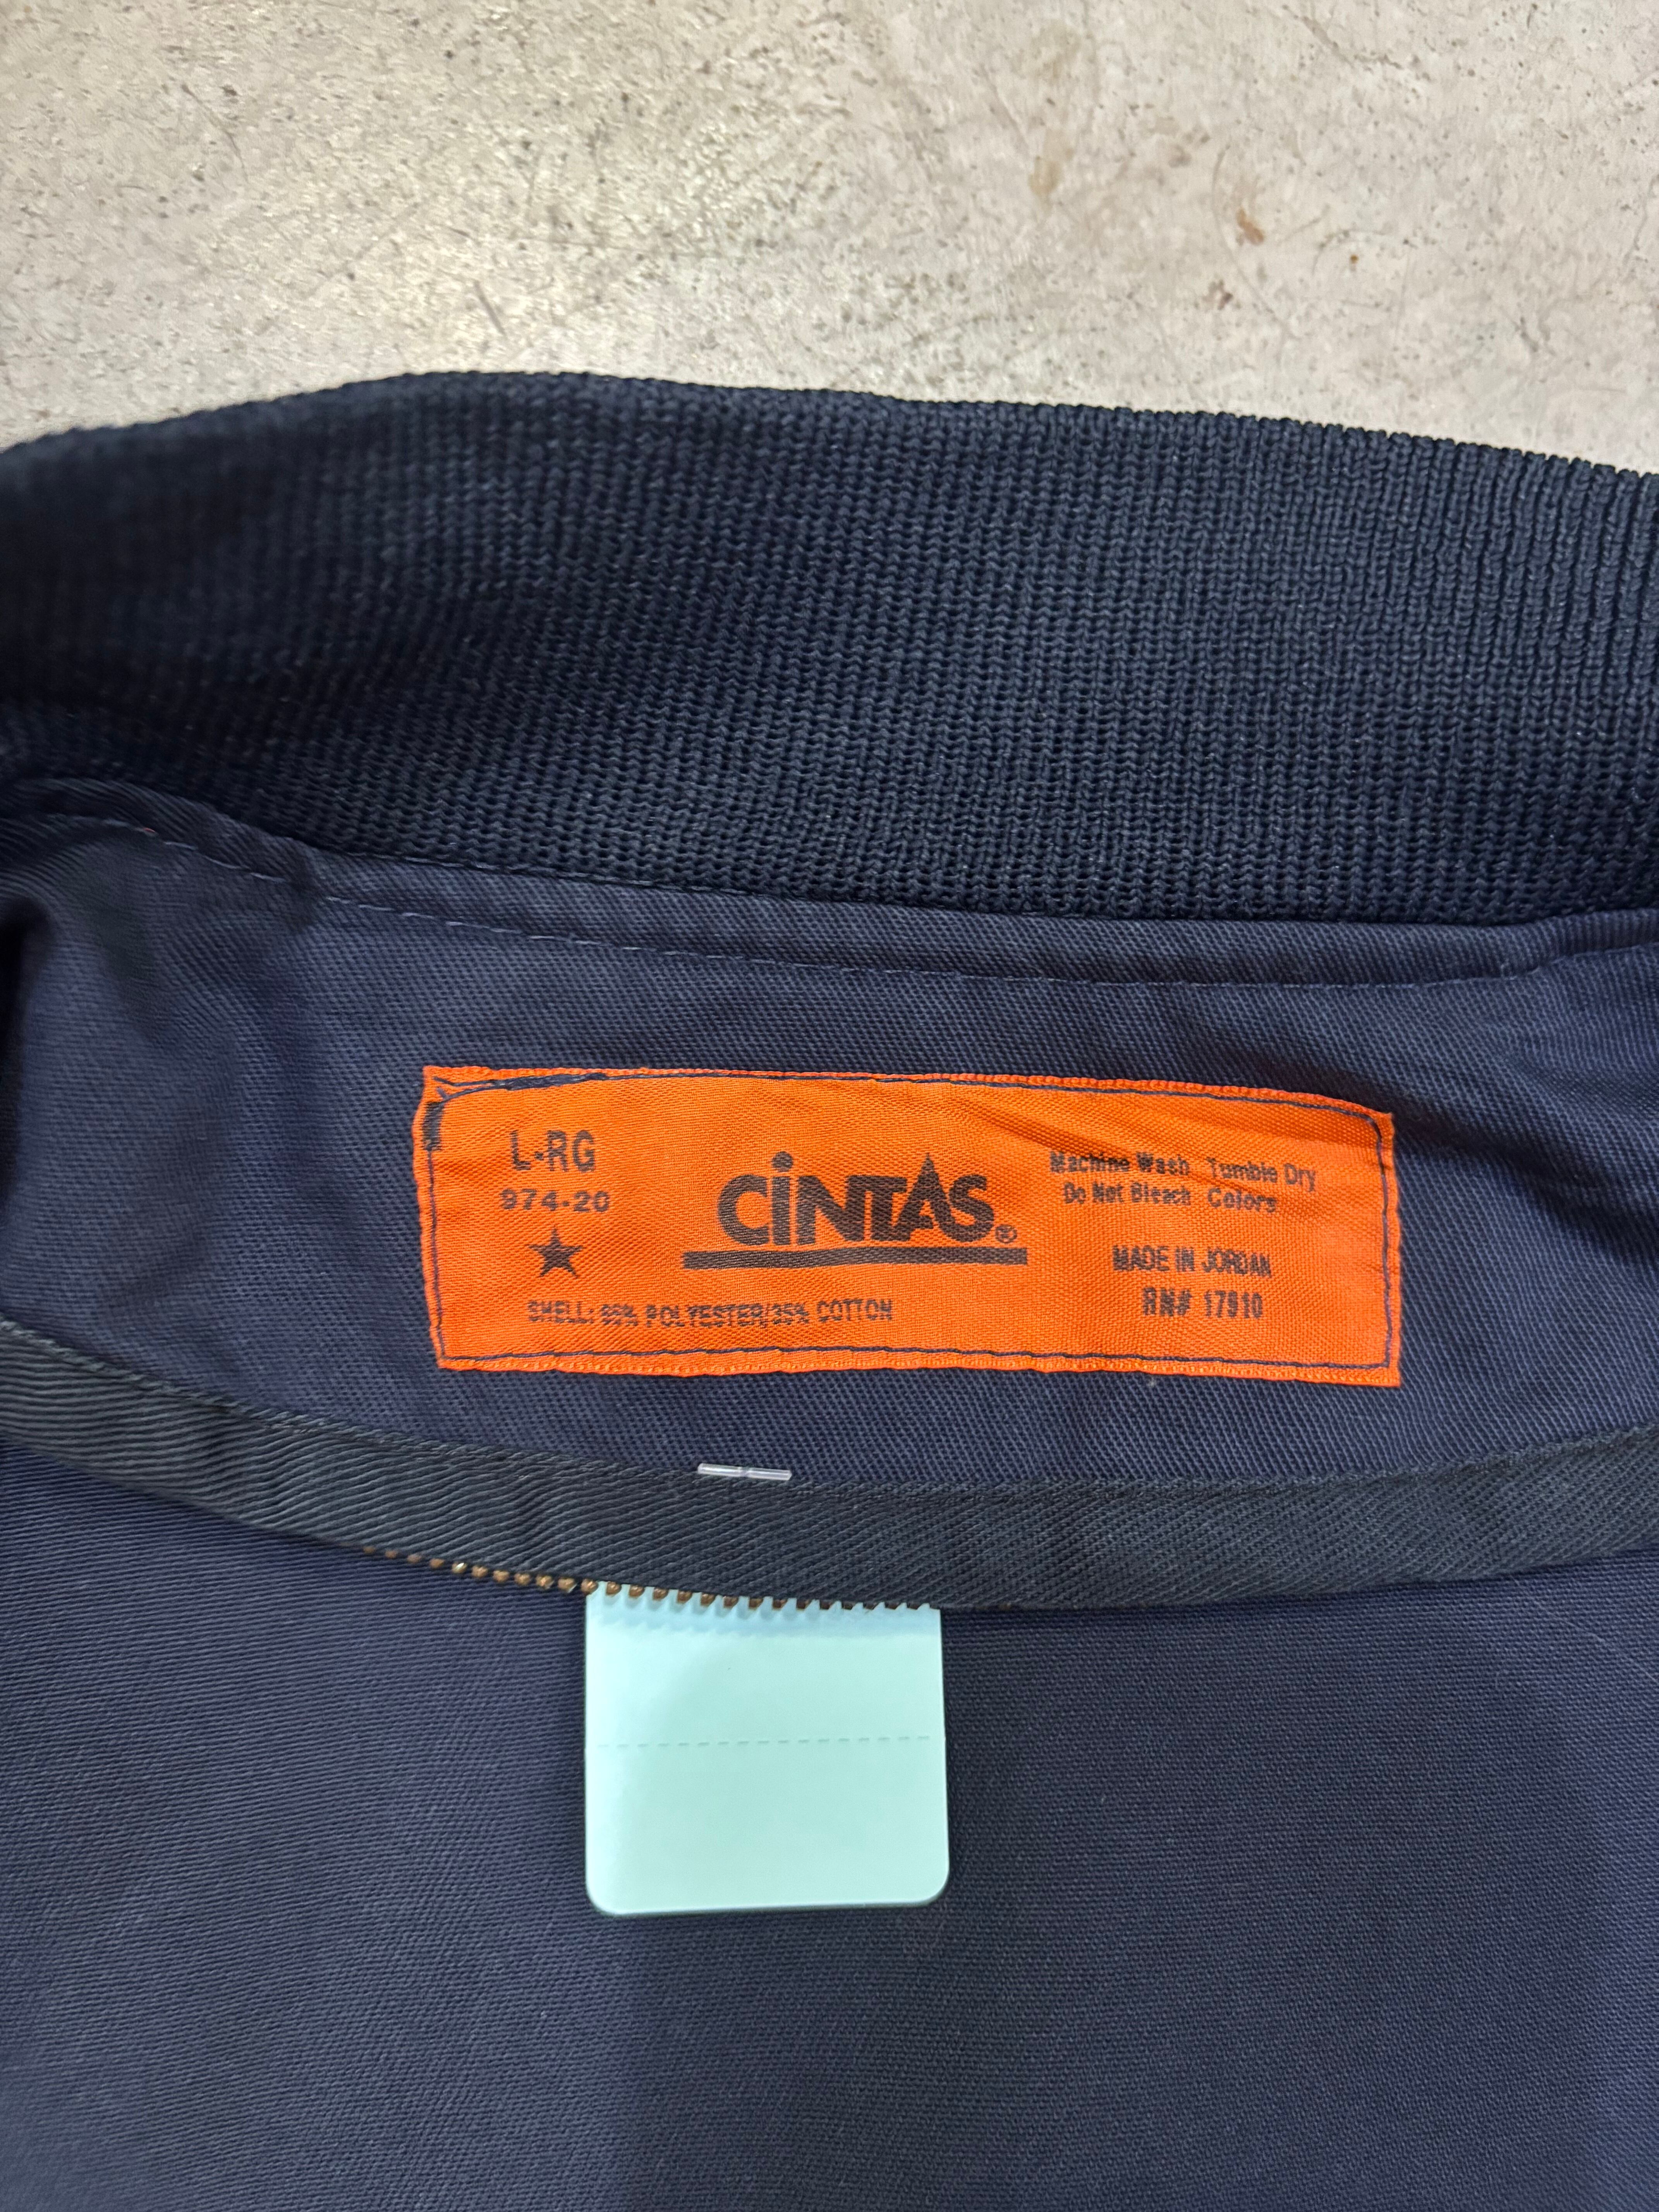 L-RG
974-20
CINTAS®
SHELL: 65% POLYESTER/35% COTTON
Machine Wash Tumble Dry
Do Not Bleach Colors
MADE IN JORDAN
RN# 17910